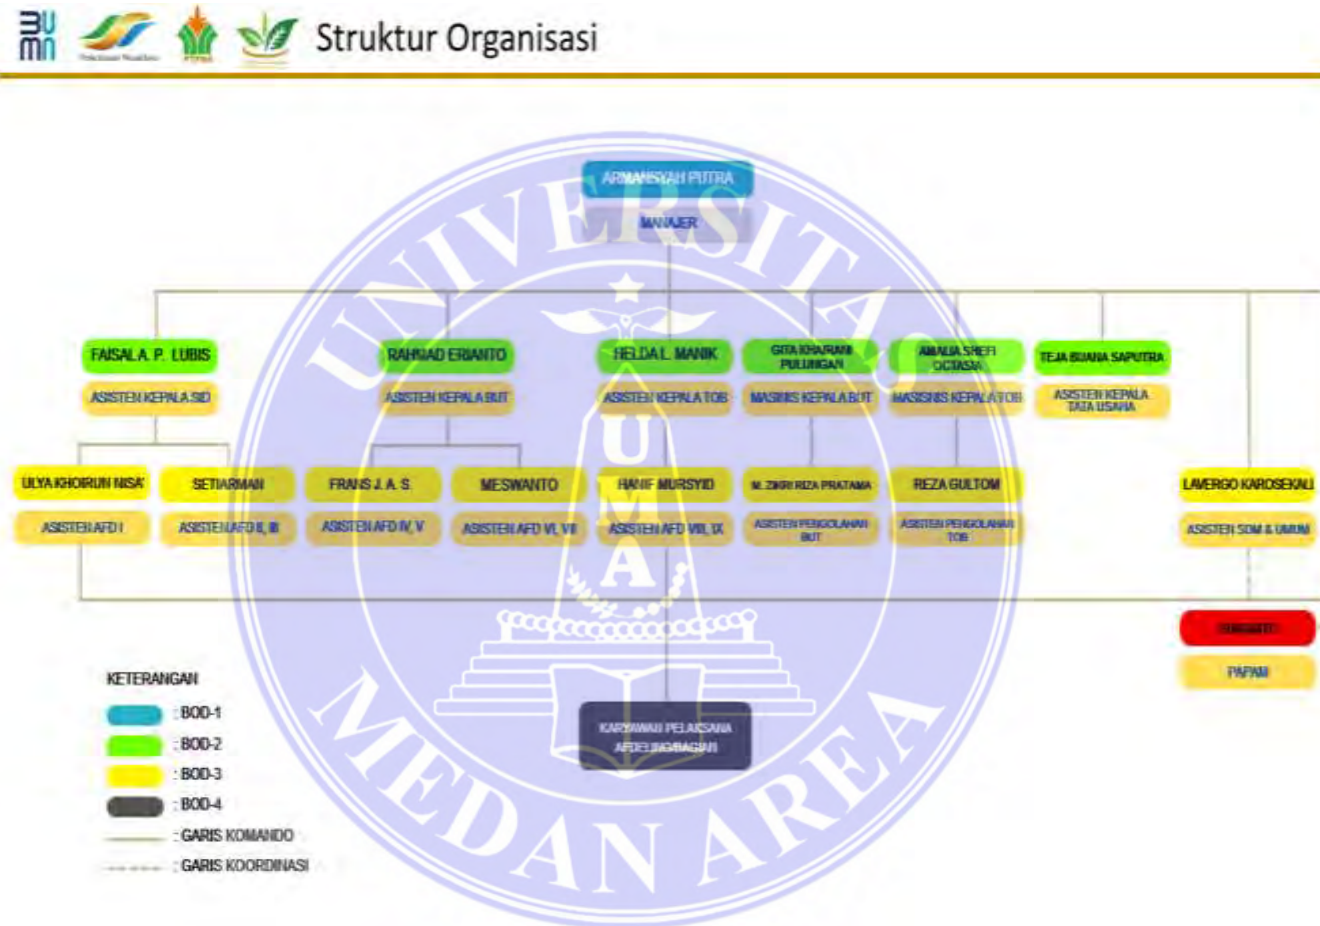 BUMN
Struktur Organisasi
ARMANSYAH PUTRA
MANAJER
FAISAL A. P. LUBIS
RAHMAD ERIANTO
HELDA L. MANIK
GITA KHAIRANI
PULUNGAN
AMALIA SHEFI
OCTASIA
TEJA BUANA SAPUTRA
ASISTEN KEPALA SID
ASISTEN KEPALA BUT
ASISTEN KEPALA TOB
MASINIS KEPALA BUT
MASISNIS KEPALA TOB
ASISTEN KEPALA
TATA USAHA
ULYA KHOIRUN NISA'
SETIARMAN
FRANS J. A. S.
MESWANTO
HANIF MURSYID
M. ZIKRI RIZA PRATAMA
REZA GULTOM
LAVERGO KAROSEKALI
ASISTEN AFD I
ASISTEN AFD II, III
ASISTEN AFD IV, V
ASISTEN AFD VI, VII
ASISTEN AFD VIII, IX
ASISTEN PENGOLAHAN
BUT
ASISTEN PENGOLAHAN
TOB
ASISTEN SDM & UMUM
PAPAM
KARYAWAN PELAKSANA
AFDELING/BAGIAN
KETERANGAN
: BOD-1
: BOD-2
: BOD-3
: BOD-4
: GARIS KOMANDO
: GARIS KOORDINASI
UNIVERSITAS
UMA
MEDAN AREA